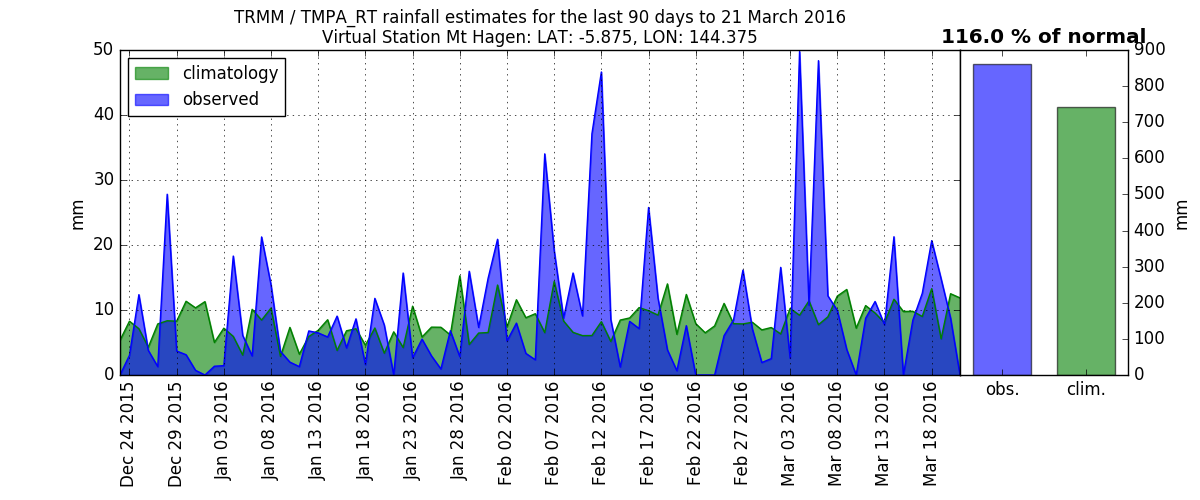 TRMM / TMPA_RT rainfall estimates for the last 90 days to 21 March 2016
Virtual Station Mt Hagen: LAT: -5.875, LON: 144.375
116.0 % of normal
climatology
observed
50
40
30
20
10
0
mm
900
800
700
600
500
400
300
200
100
0
mm
Dec 24 2015
Dec 29 2015
Jan 03 2016
Jan 08 2016
Jan 13 2016
Jan 18 2016
Jan 23 2016
Jan 28 2016
Feb 02 2016
Feb 07 2016
Feb 12 2016
Feb 17 2016
Feb 22 2016
Feb 27 2016
Mar 03 2016
Mar 08 2016
Mar 13 2016
Mar 18 2016
obs.
clim.